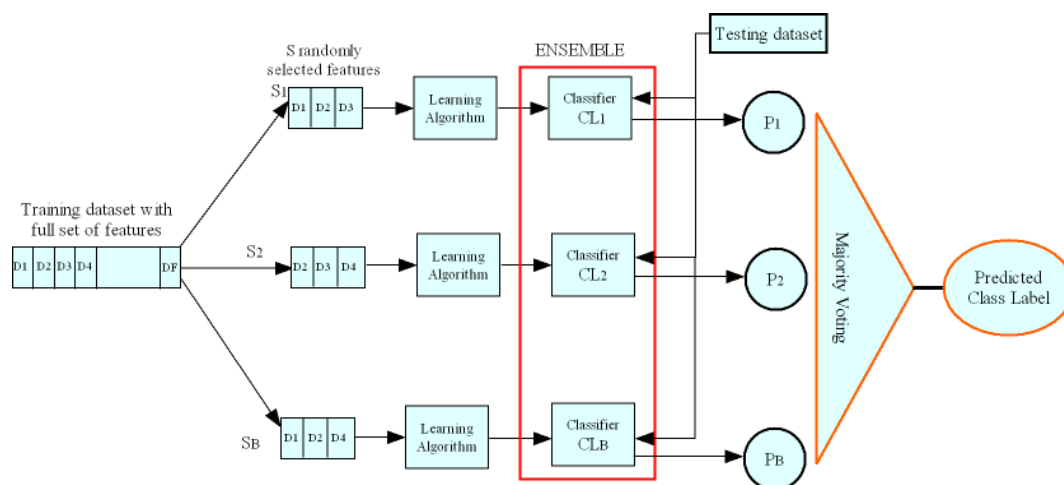 Testing dataset
ENSEMBLE
S randomly
selected features
S1
D1 D2 D3
Learning
Algorithm
Classifier
CL1
P1
Training dataset with
full set of features
D1 D2 D3 D4 DF
S2
D2 D3 D4
Learning
Algorithm
Classifier
CL2
P2
Majority Voting
Predicted
Class Label
SB
D1 D2 D4
Learning
Algorithm
Classifier
CLB
PB